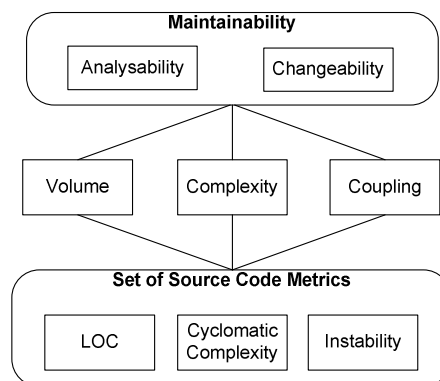 Maintainability
Analysability
Changeability
Volume
Complexity
Coupling
Set of Source Code Metrics
LOC
Cyclomatic
Complexity
Instability